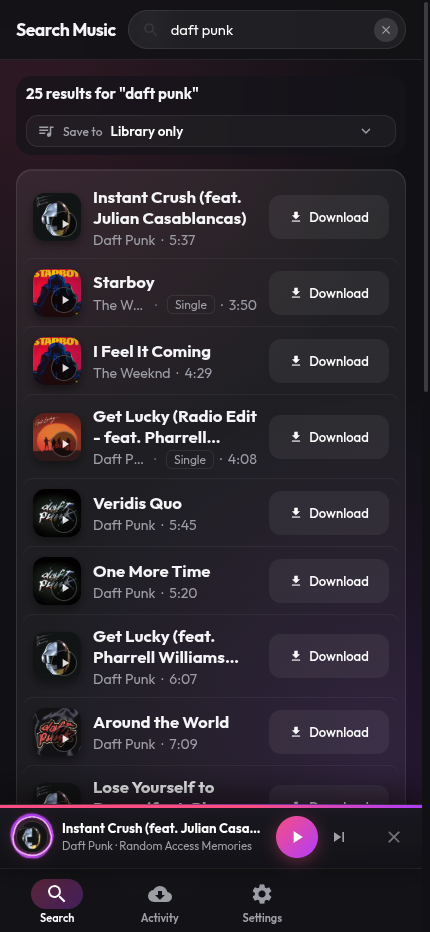 Search Music
daft punk
25 results for "daft punk"
Save to Library only
Instant Crush (feat.
Julian Casablancas)
Daft Punk · 5:37
Download
STARBOY
Starboy
The W... · Single · 3:50
Download
STARBOY
I Feel It Coming
The Weeknd · 4:29
Download
Get Lucky (Radio Edit
- feat. Pharrell...
Daft P... · Single · 4:08
Download
Veridis Quo
Daft Punk · 5:45
Download
One More Time
Daft Punk · 5:20
Download
Get Lucky (feat.
Pharrell Williams...
Daft Punk · 6:07
Download
Around the World
Daft Punk · 7:09
Download
Lose Yourself to
Instant Crush (feat. Julian Casa...
Daft Punk · Random Access Memories
Search
Activity
Settings